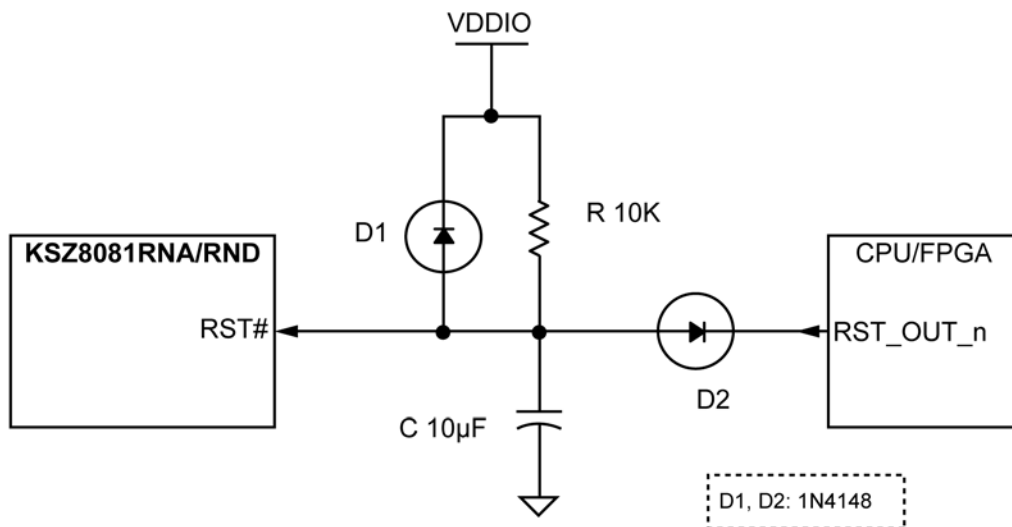 VDDIO
D1
R 10K
KSZ8081RNA/RND
CPU/FPGA
RST#
RST_OUT_n
D2
C 10µF
D1, D2: 1N4148